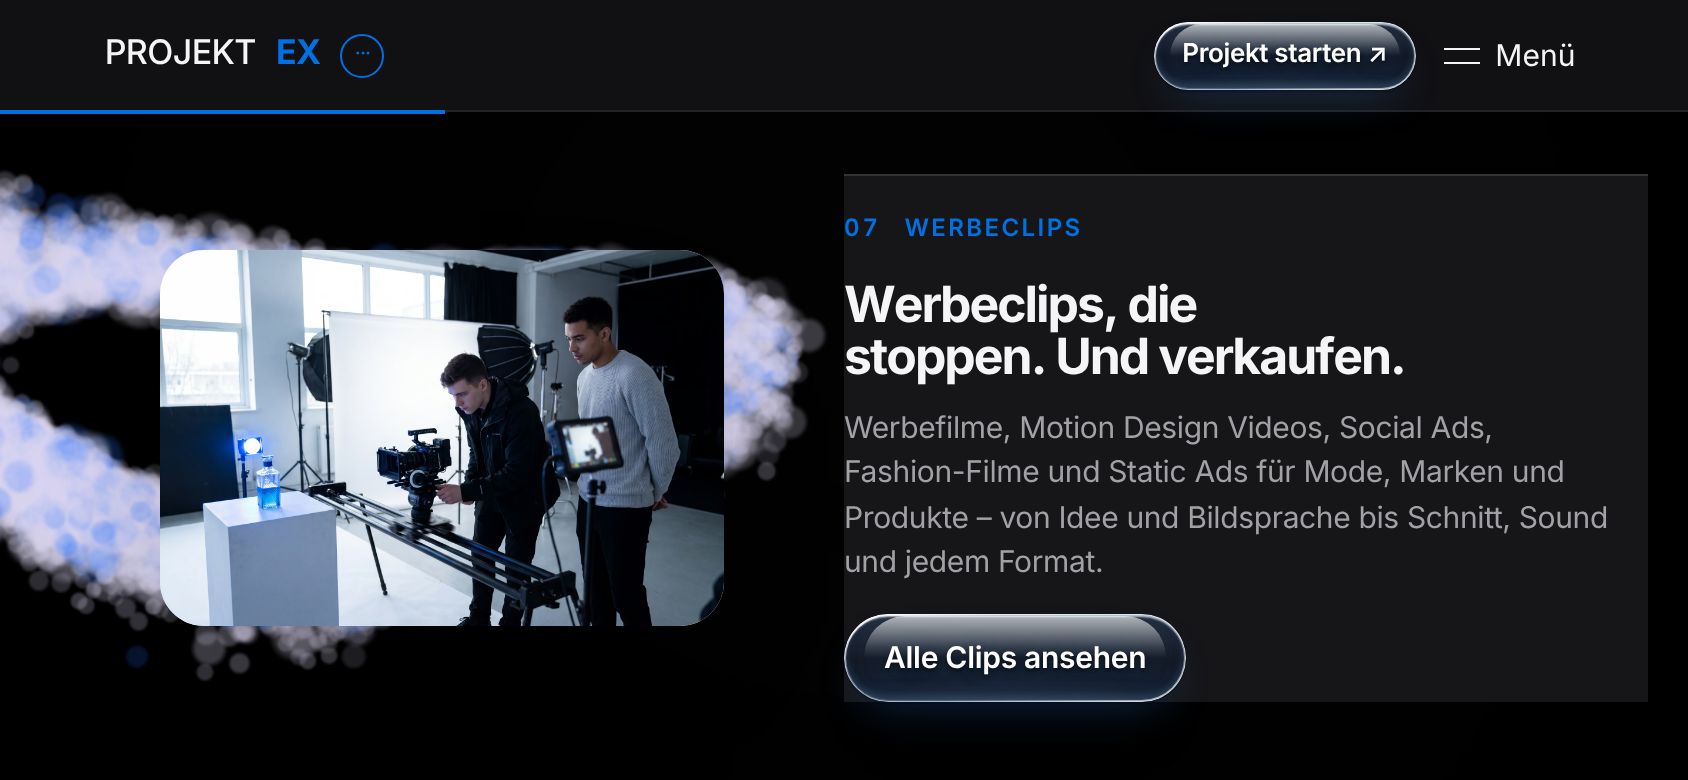 PROJEKT EX ...
Projekt starten ↗
Menü
07 WERBECLIPS
Werbeclips, die
stoppen. Und verkaufen.
Werbefilme, Motion Design Videos, Social Ads,
Fashion-Filme und Static Ads für Mode, Marken und
Produkte – von Idee und Bildsprache bis Schnitt, Sound
und jedem Format.
Alle Clips ansehen